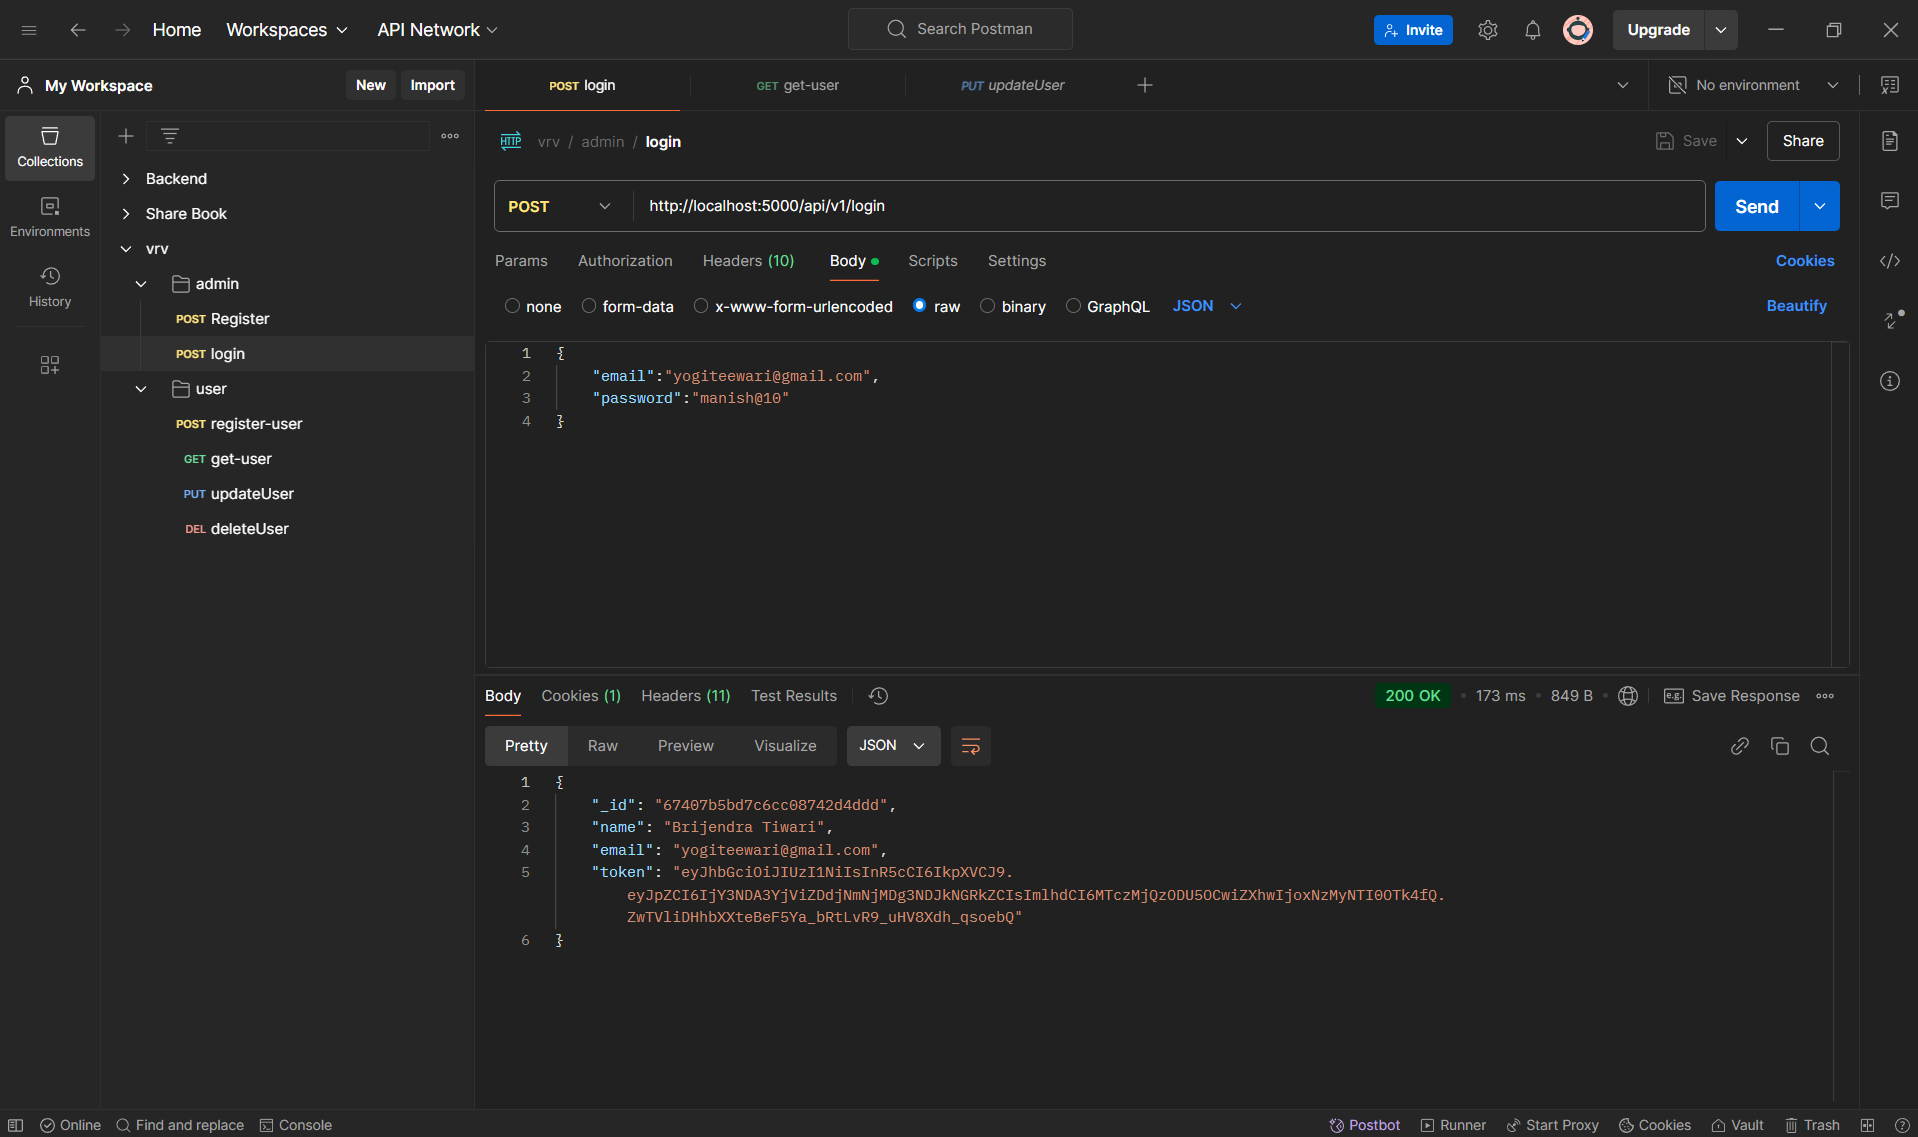 Home Workspaces API Network Search Postman Invite Upgrade
My Workspace New Import POST login GET get-user PUT updateUser No environment
Collections
Environments
History
Backend
Share Book
vrv
admin
POST Register
POST login
user
POST register-user
GET get-user
PUT updateUser
DEL deleteUser
HTTP vrv / admin / login Save Share
POST http://localhost:5000/api/v1/login Send
Params Authorization Headers (10) Body Scripts Settings Cookies
none form-data x-www-form-urlencoded raw binary GraphQL JSON Beautify
1 {
2 "email":"yogiteewari@gmail.com",
3 "password":"manish@10"
4 }
Body Cookies (1) Headers (11) Test Results 200 OK • 173 ms • 849 B • e.g. Save Response
Pretty Raw Preview Visualize JSON
1 {
2 "_id": "67407b5bd7c6cc08742d4ddd",
3 "name": "Brijendra Tiwari",
4 "email": "yogiteewari@gmail.com",
5 "token": "eyJhbGciOiJIUzI1NiIsInR5cCI6IkpXVCJ9.
eyJpZCI6IjY3NDA3YjViZDdjNmNjMDg3NDJkNGRkZCIsImlhdCI6MTczMjQzODU5OCwiZXhwIjoxNzMyNTI0OTk4fQ.
ZwTVliDHhbXXteBeF5Ya_bRtLvR9_uHV8Xdh_qsoebQ"
6 }
Online Find and replace Console Postbot Runner Start Proxy Cookies Vault Trash